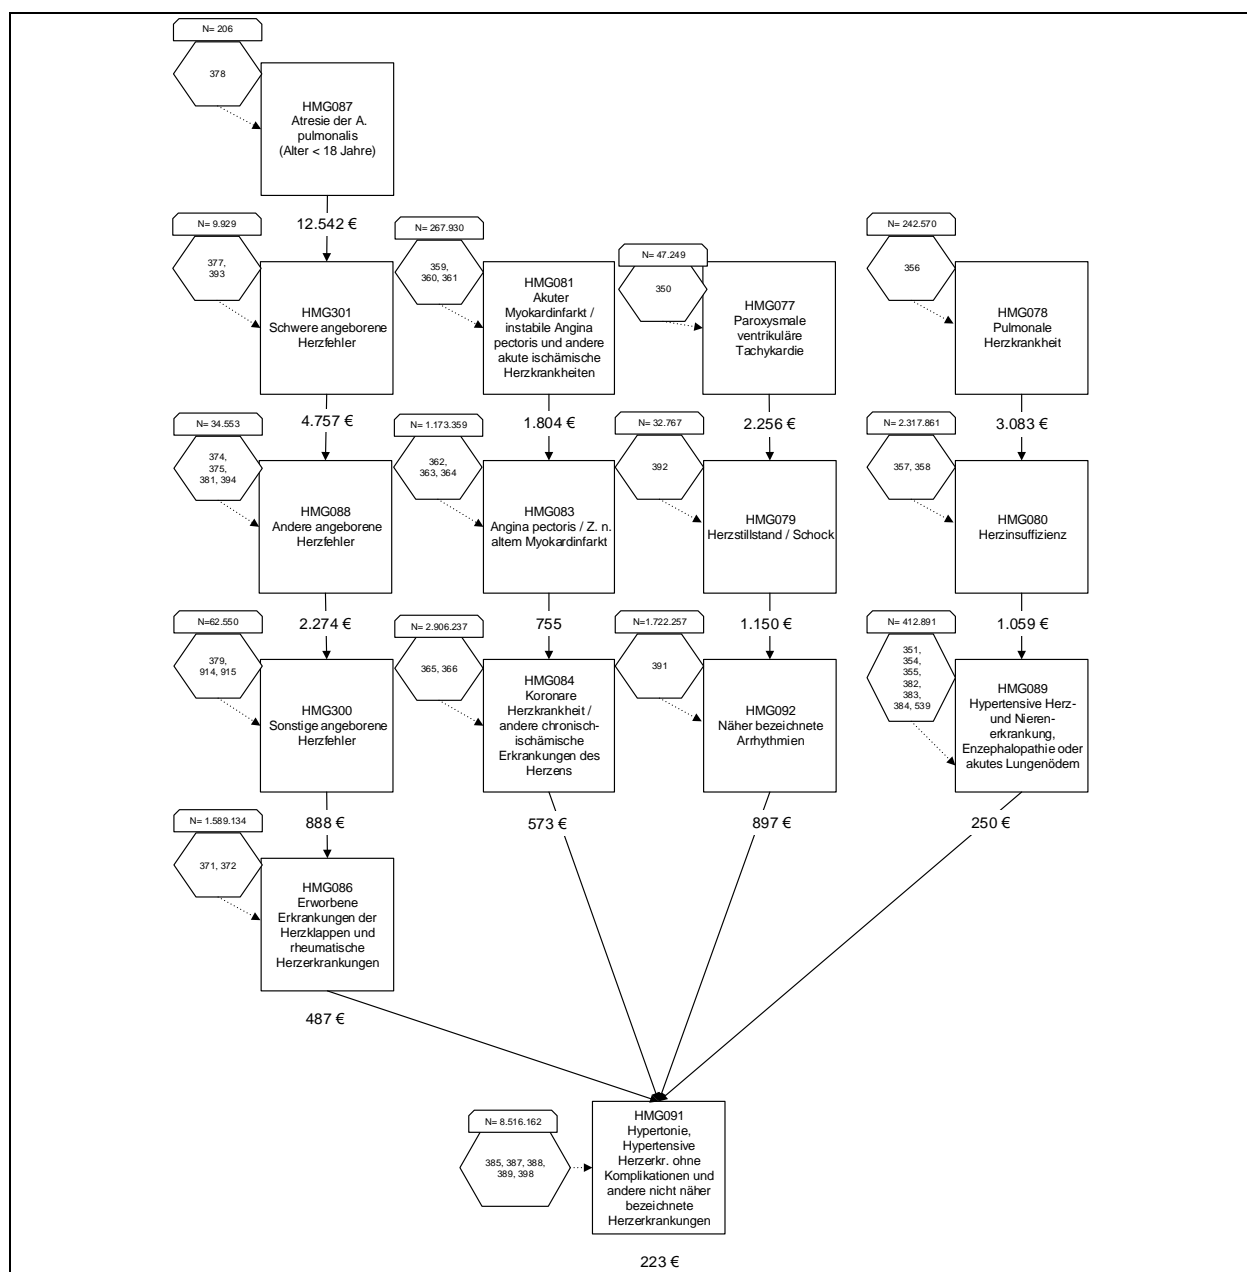 N= 206
378
HMG087
Atresie der A.
pulmonalis
(Alter < 18 Jahre)
12.542 €
N= 9.929
377,
393
HMG301
Schwere angeborene
Herzfehler
N= 267.930
359,
360, 361
HMG081
Akuter
Myokardinfarkt /
instabile Angina
pectoris und andere
akute ischämische
Herzkrankheiten
N= 47.249
350
HMG077
Paroxysmale
ventrikuläre
Tachykardie
N= 242.570
356
HMG078
Pulmonale
Herzkrankheit
4.757 €
1.804 €
2.256 €
3.083 €
N= 34.553
374,
375,
381, 394
HMG088
Andere angeborene
Herzfehler
N= 1.173.359
362,
363, 364
HMG083
Angina pectoris / Z. n.
altem Myokardinfarkt
N= 32.767
392
HMG079
Herzstillstand / Schock
N= 2.317.861
357, 358
HMG080
Herzinsuffizienz
2.274 €
755
1.150 €
1.059 €
N=62.550
379,
914, 915
HMG300
Sonstige angeborene
Herzfehler
N= 2.906.237
365, 366
HMG084
Koronare
Herzkrankheit /
andere chronisch-
ischämische
Erkrankungen des
Herzens
N=1.722.257
391
HMG092
Näher bezeichnete
Arrhythmien
N= 412.891
351,
354,
355,
382,
383,
384, 539
HMG089
Hypertensive Herz-
und Nieren-
erkrankung,
Enzephalopathie oder
akutes Lungenödem
888 €
573 €
897 €
250 €
N= 1.589.134
371, 372
HMG086
Erworbene
Erkrankungen der
Herzklappen und
rheumatische
Herzerkrankungen
487 €
N= 8.516.162
385, 387, 388,
389, 398
HMG091
Hypertonie,
Hypertensive
Herzerkr. ohne
Komplikationen und
andere nicht näher
bezeichnete
Herzerkrankungen
223 €